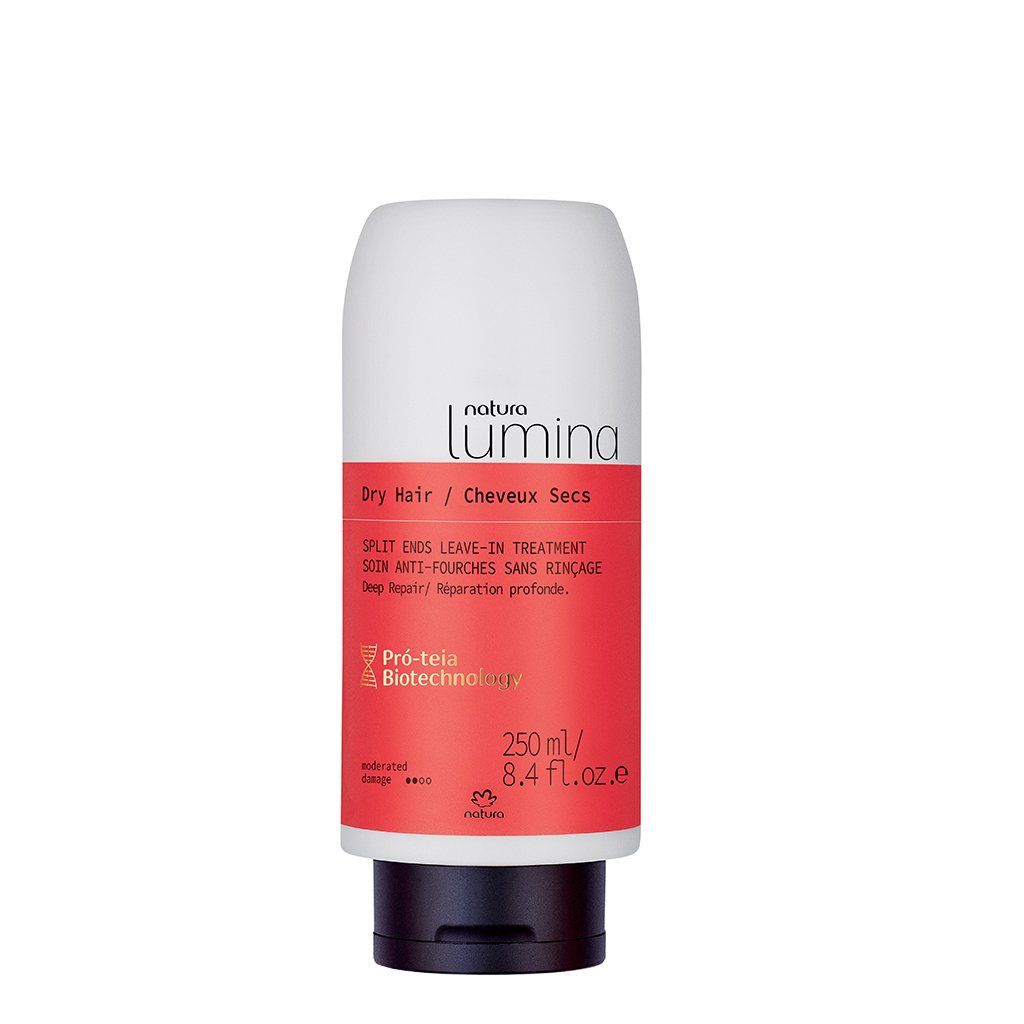 natura
lumina
Dry Hair / Cheveux Secs
SPLIT ENDS LEAVE-IN TREATMENT
SOIN ANTI-FOURCHES SANS RINÇAGE
Deep Repair/ Réparation profonde.
Pró-teia
Biotechnology
250 ml/
8.4 fl.oz.e
moderated
damage
natura